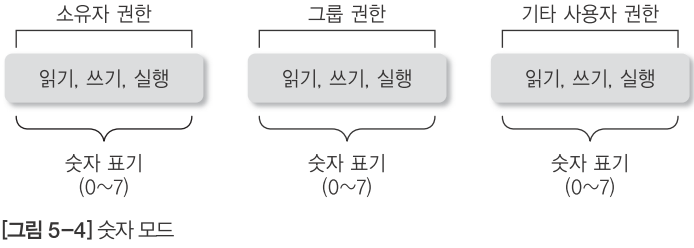 소유자 권한
그룹 권한
기타 사용자 권한
읽기, 쓰기, 실행
읽기, 쓰기, 실행
읽기, 쓰기, 실행
숫자 표기
(0~7)
숫자 표기
(0~7)
숫자 표기
(0~7)
[그림 5-4] 숫자 모드